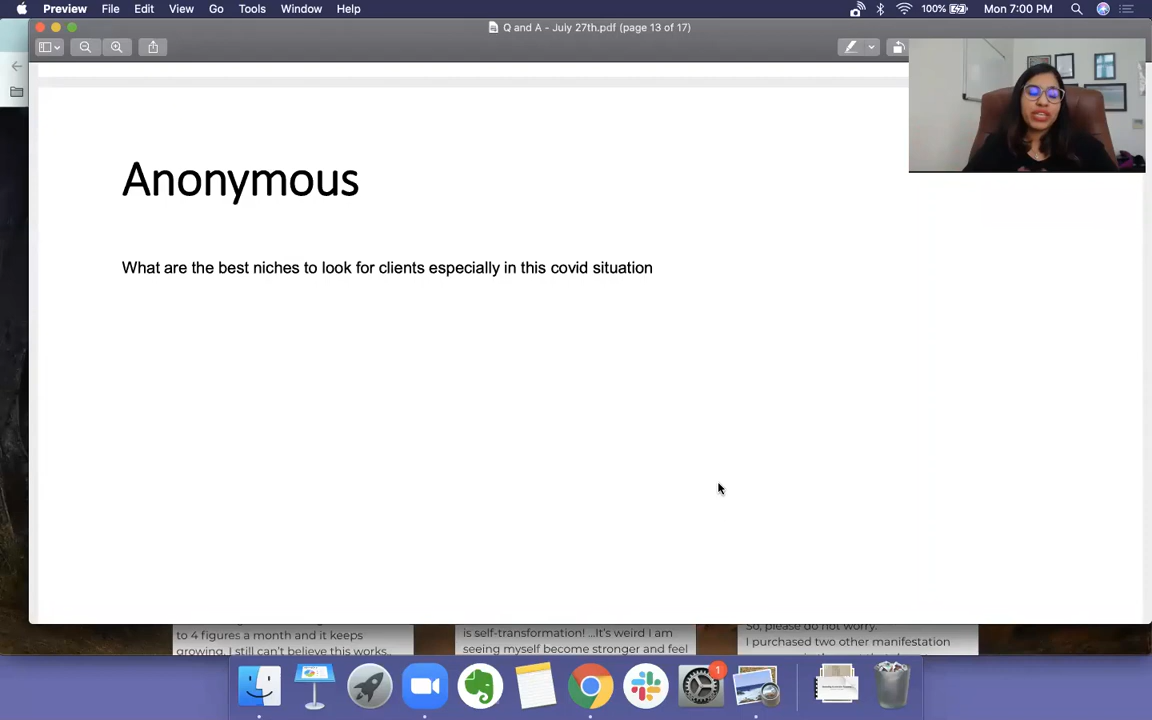 Preview File Edit View Go Tools Window Help
100% Mon 7:00 PM
Q and A - July 27th.pdf (page 13 of 17)
Anonymous
What are the best niches to look for clients especially in this covid situation
to 4 figures a month and it keeps
growing. I still can't believe this works.
is self-transformation! ...It's weird I am
seeing myself become stronger and feel
So, please do not worry.
I purchased two other manifestation
1